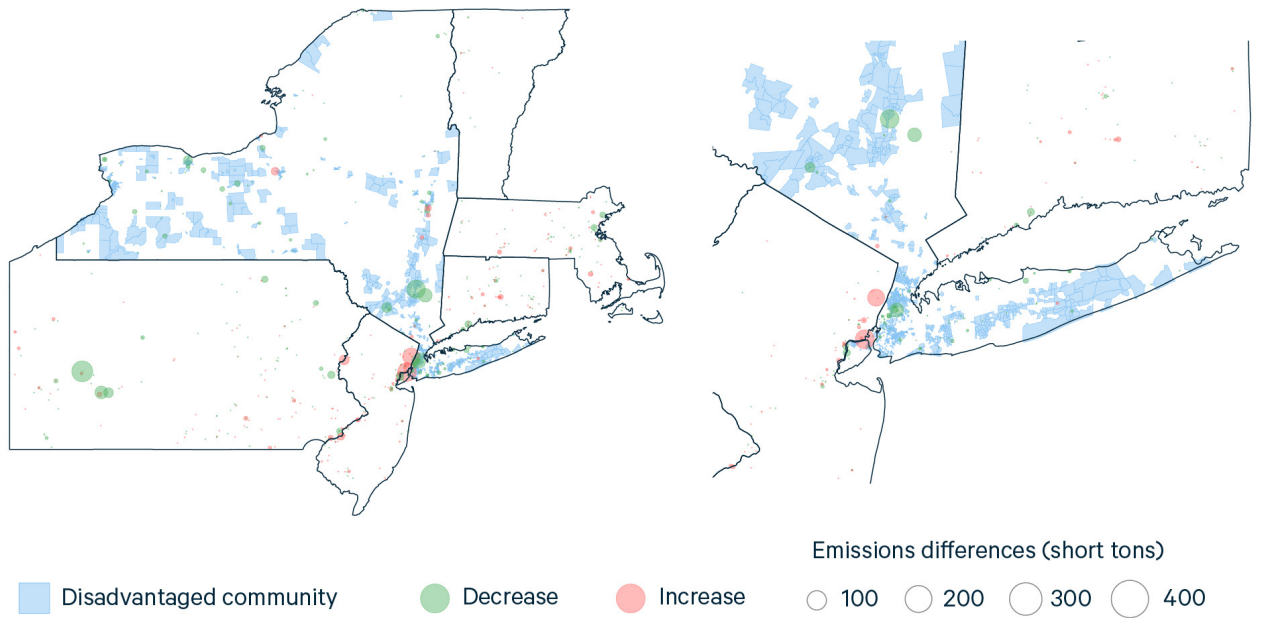 Emissions differences (short tons)
Disadvantaged community Decrease Increase 100 200 300 400